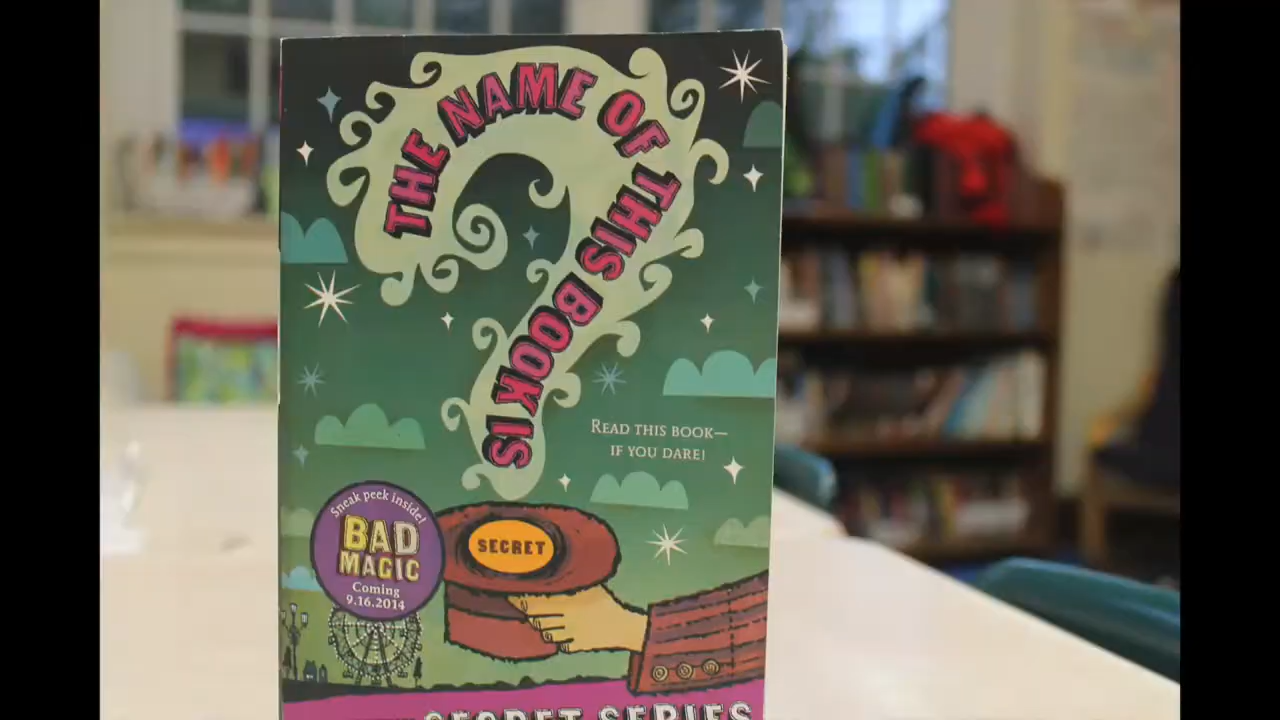 THE NAME OF THIS BOOK IS
READ THIS BOOK—
IF YOU DARE!
Sneak peek inside!
BAD
MAGIC
Coming
9.16.2014
SECRET
SECRET SERIES